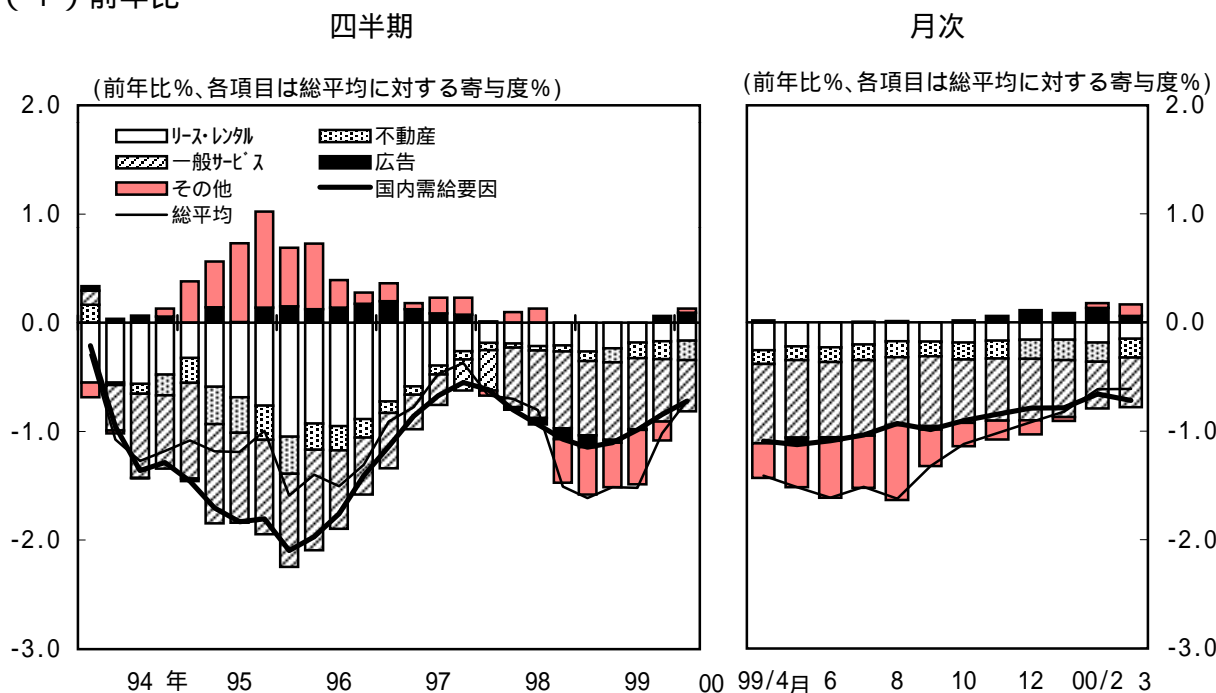 (1) 前年比
四半期
月次
(前年比%、各項目は総平均に対する寄与度%)
(前年比%、各項目は総平均に対する寄与度%)
2.0
1.0
0.0
-1.0
-2.0
-3.0
リース・レンタル
不動産
一般サービス
広告
その他
国内需給要因
総平均
94 年 95 96 97 98 99 00
2.0
1.0
0.0
-1.0
-2.0
-3.0
99/4月 6 8 10 12 00/2 3